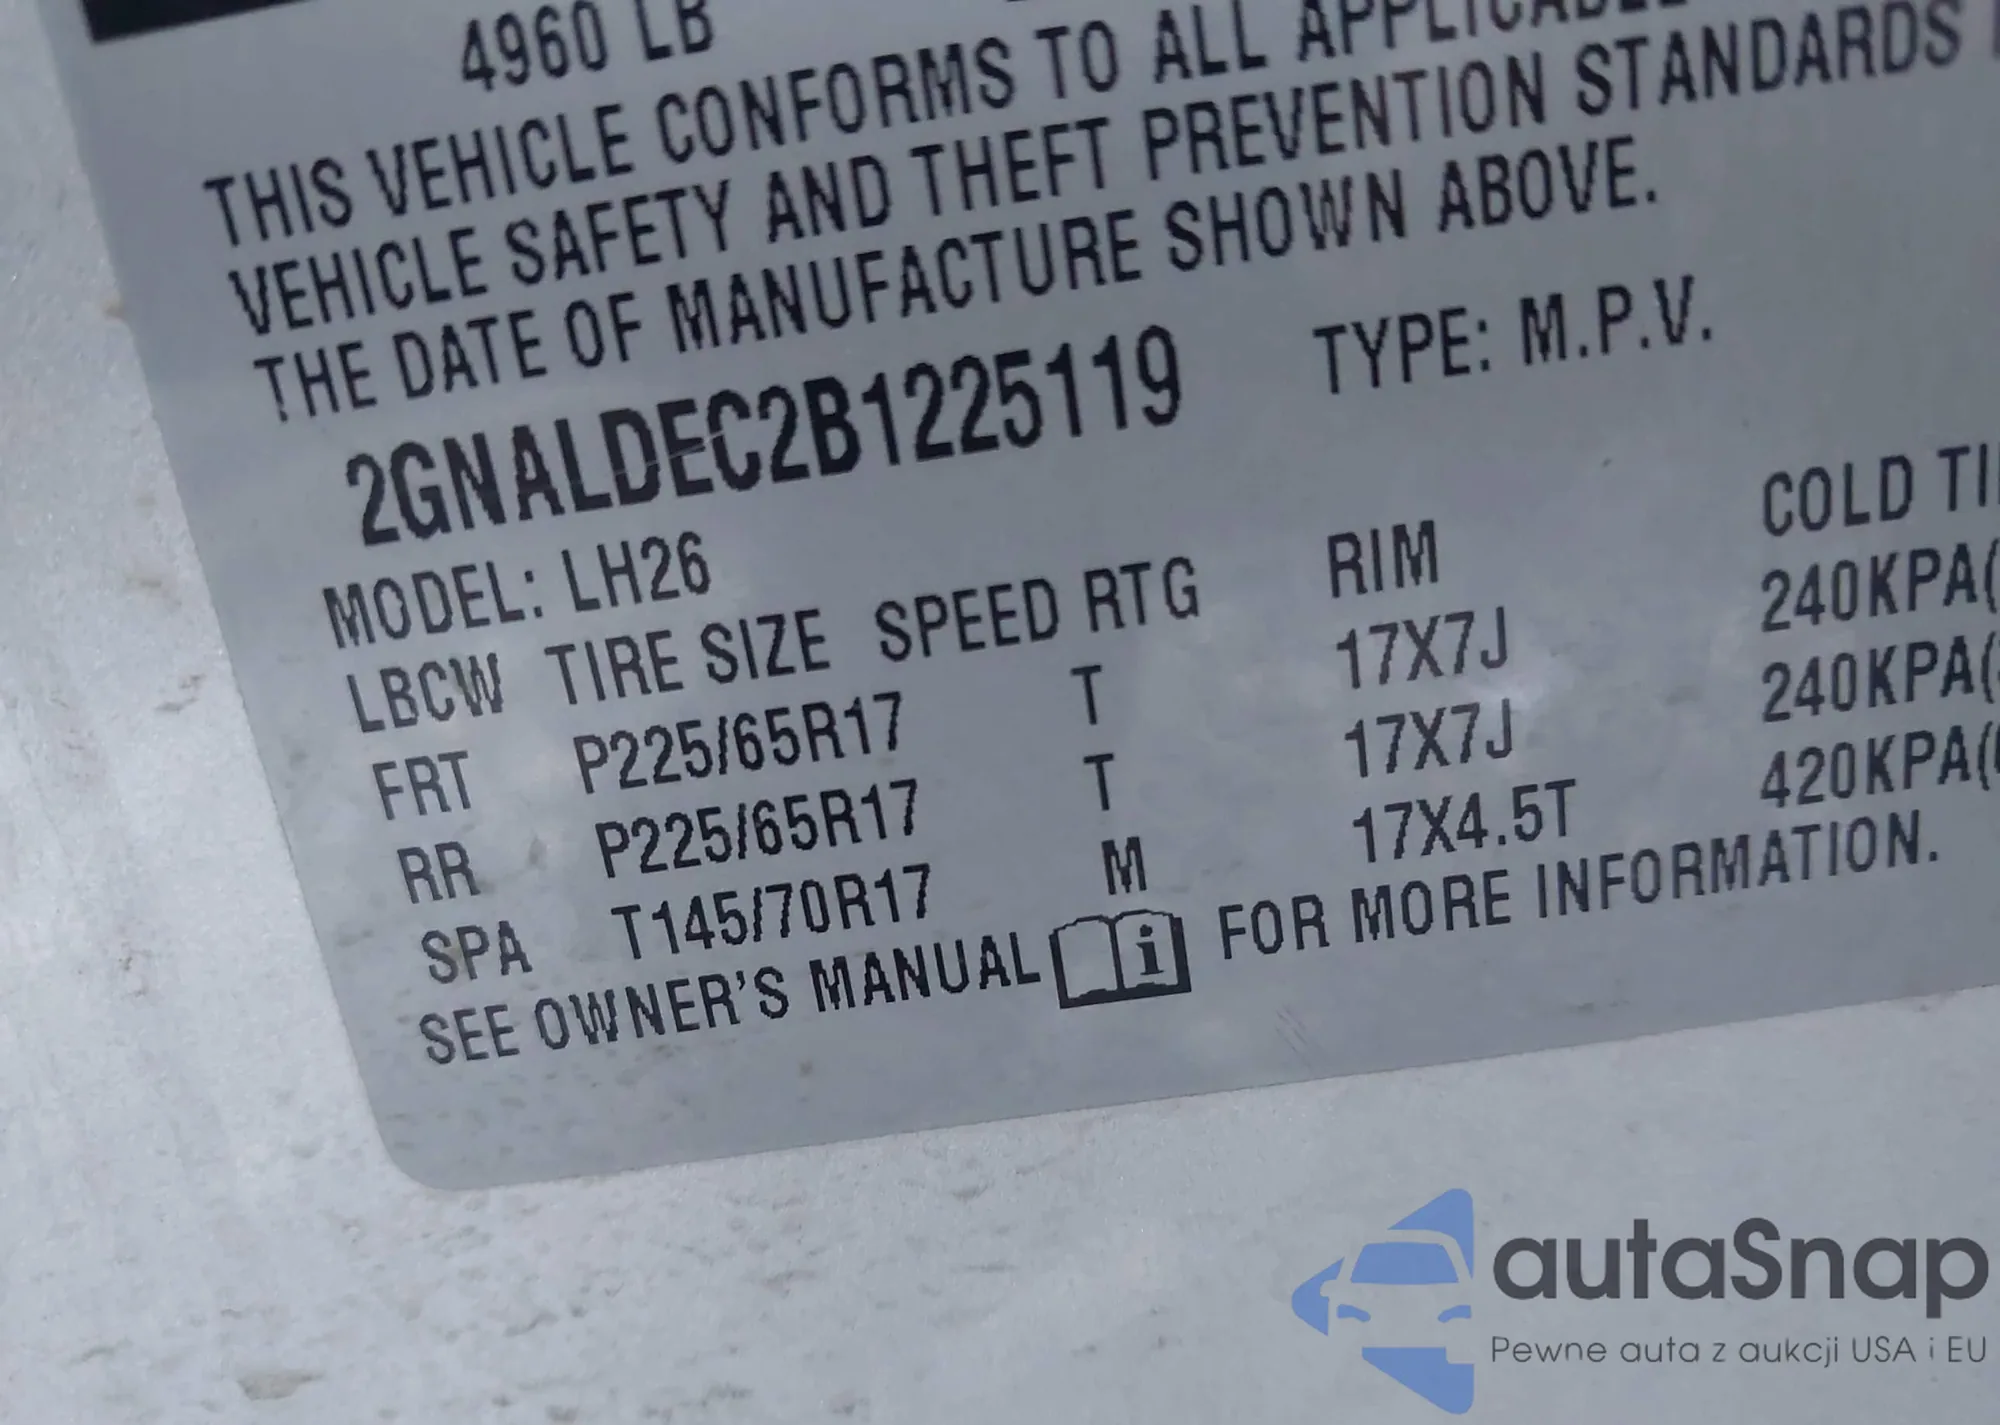 4960 LB
THIS VEHICLE CONFORMS TO ALL APPLICABLE
VEHICLE SAFETY AND THEFT PREVENTION STANDARDS
THE DATE OF MANUFACTURE SHOWN ABOVE.
2GNALDEC2B1225119 TYPE: M.P.V.
MODEL: LH26
LBCW TIRE SIZE SPEED RTG RIM COLD
FRT P225/65R17 T 17X7J 240KPA(
RR P225/65R17 T 17X7J 240KPA(
SPA T145/70R17 M 17X4.5T 420KPA(
SEE OWNER'S MANUAL i FOR MORE INFORMATION.
autaSnap
Pewne auta z aukcji USA i EU